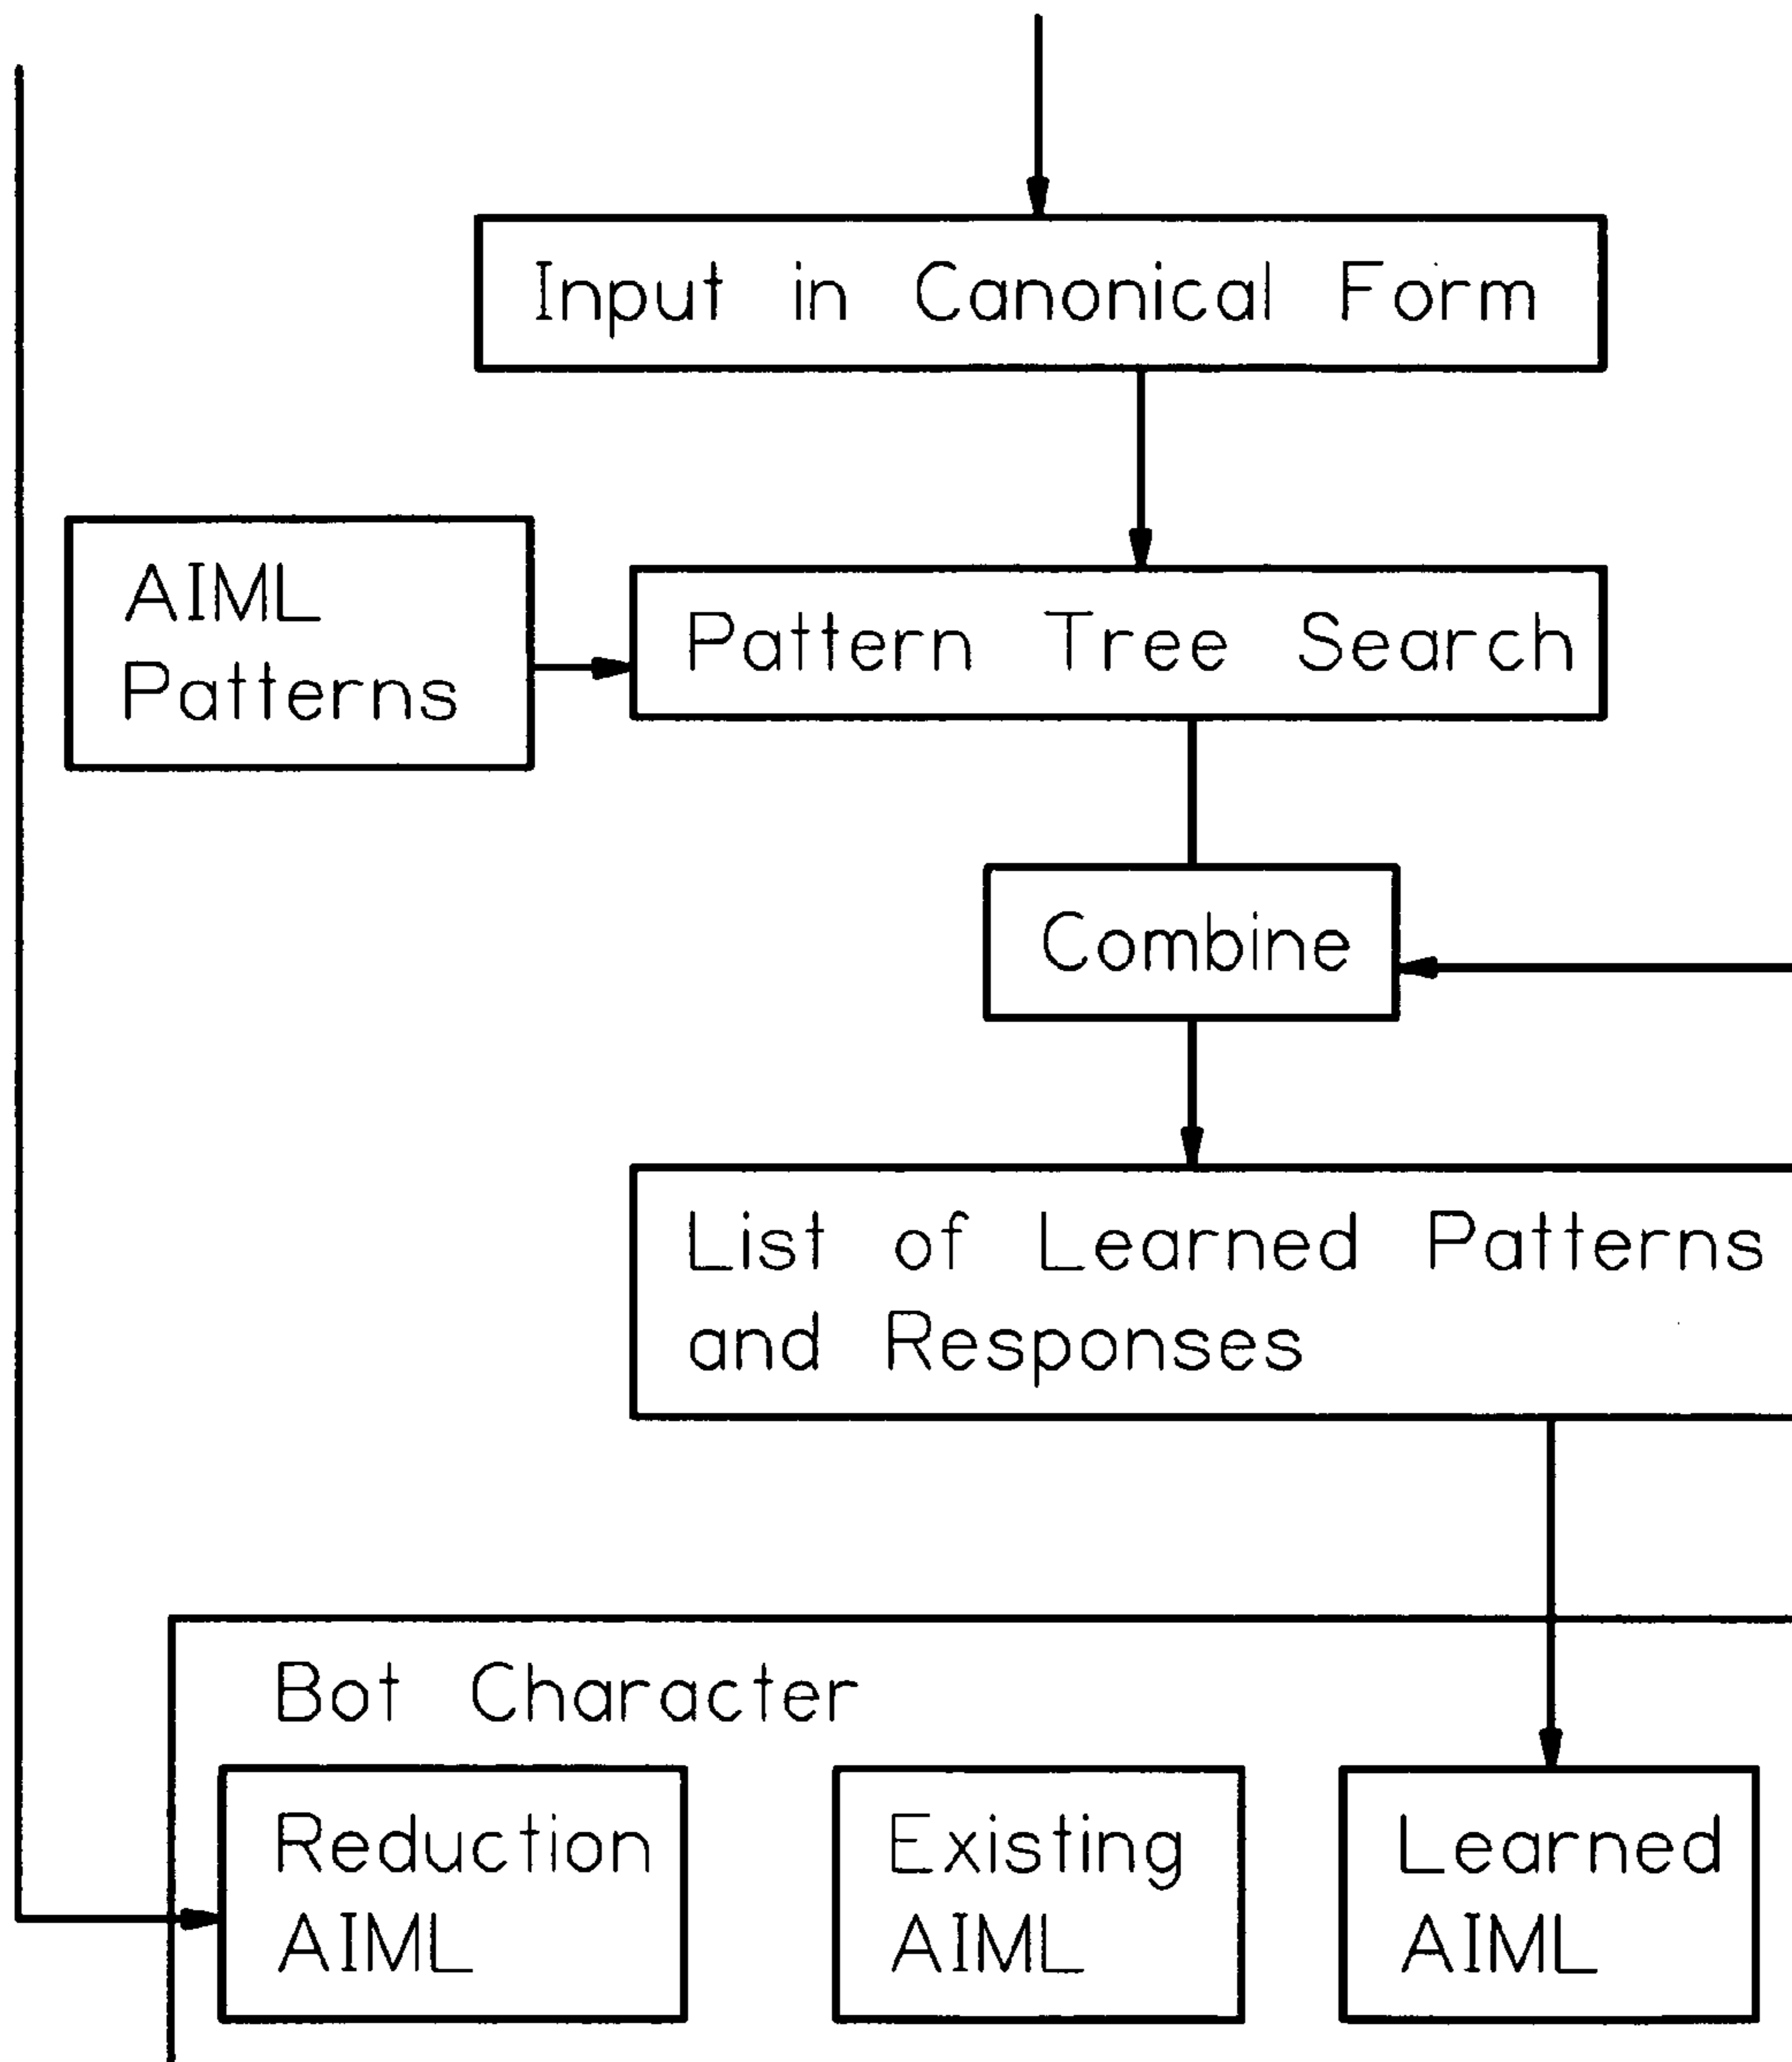 Input in Canonical Form
AIML
Patterns
Pattern Tree Search
Combine
List of Learned Patterns
and Responses
Bot Character
Reduction
AIML
Existing
AIML
Learned
AIML